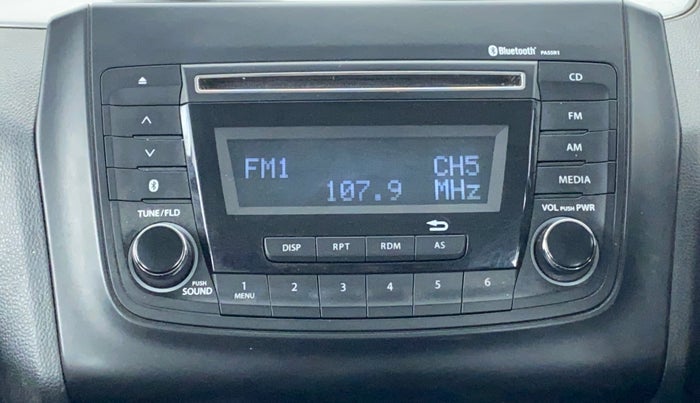 Bluetooth PA50R1
CD
FM
AM
MEDIA
FM1 CH5
107.9 MHz
TUNE/FLD
VOL PUSH PWR
DISP RPT RDM AS
PUSH
SOUND
1 2 3 4 5 6
MENU